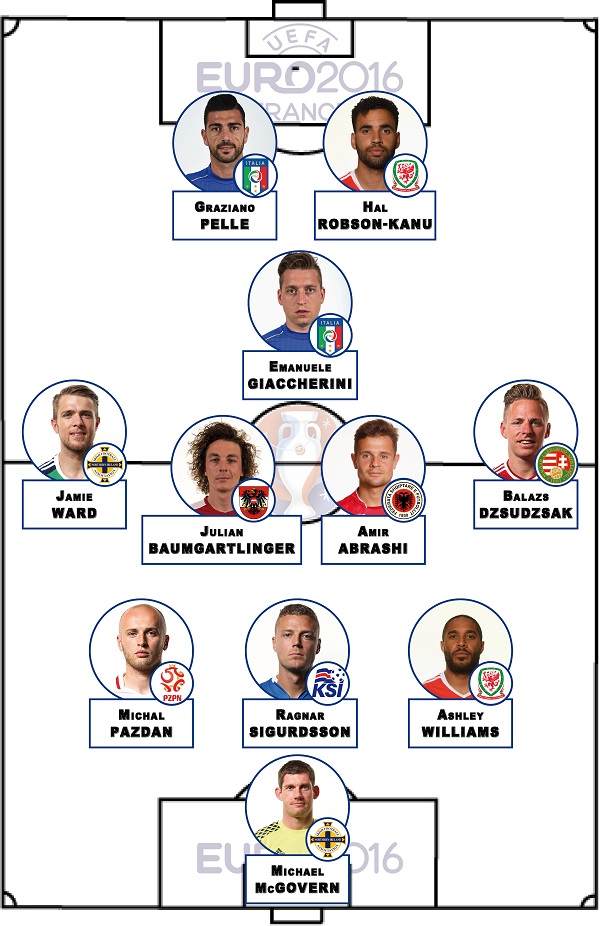 UEFA
EURO2016
FRANCE
ITALIA
Graziano
PELLE
Hal
ROBSON-KANU
ITALIA
Emanuele
GIACCHERINI
Jamie
WARD
Balazs
DZSUDZSAK
Julian
BAUMGARTLINGER
Amir
ABRASHI
PZPN
KSÍ
Michal
PAZDAN
Ragnar
SIGURDSSON
Ashley
WILLIAMS
EURO2016
Michael
McGOVERN